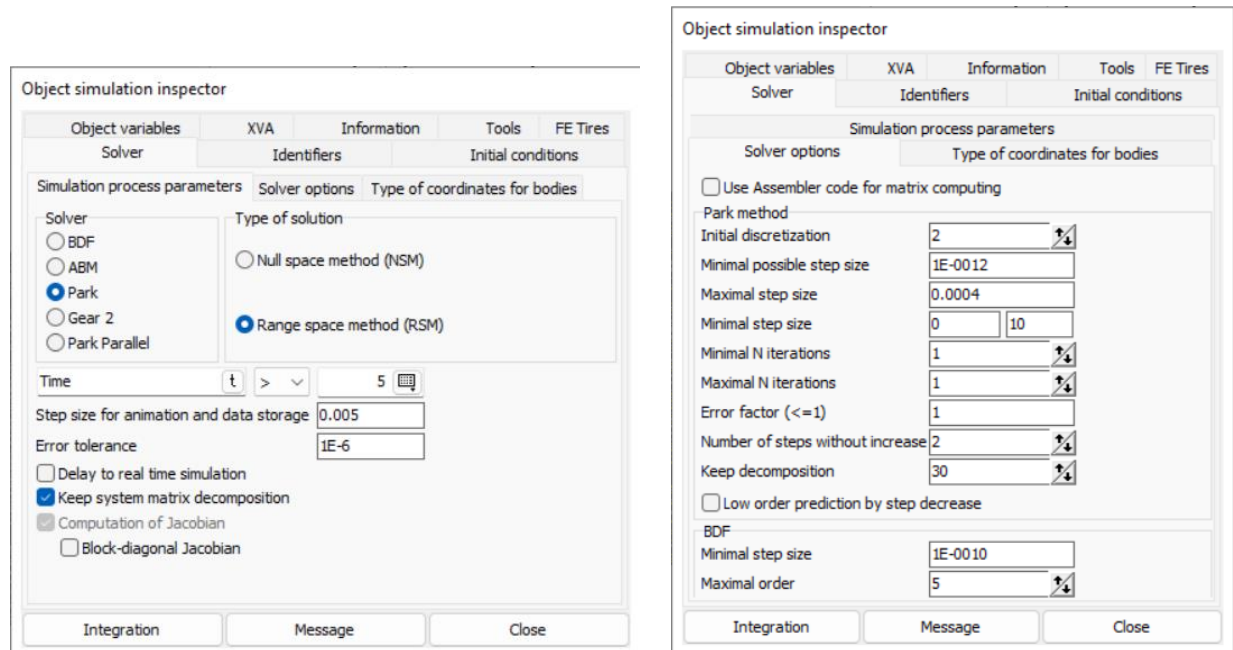 Object simulation inspector
Object variables XVA Information Tools FE Tires
Solver Identifiers Initial conditions
Simulation process parameters Solver options Type of coordinates for bodies
Solver Type of solution
BDF
Null space method (NSM)
ABM
Park
Range space method (RSM)
Gear 2
Park Parallel
Time t > 5
Step size for animation and data storage 0.005
Error tolerance 1E-6
Delay to real time simulation
Keep system matrix decomposition
Computation of Jacobian
Block-diagonal Jacobian
Integration Message Close
Object simulation inspector
Object variables XVA Information Tools FE Tires
Solver Identifiers Initial conditions
Simulation process parameters
Solver options Type of coordinates for bodies
Use Assembler code for matrix computing
Park method
Initial discretization 2
Minimal possible step size 1E-0012
Maximal step size 0.0004
Minimal step size 0 10
Minimal N iterations 1
Maximal N iterations 1
Error factor (<=1) 1
Number of steps without increase 2
Keep decomposition 30
Low order prediction by step decrease
BDF
Minimal step size 1E-0010
Maximal order 5
Integration Message Close